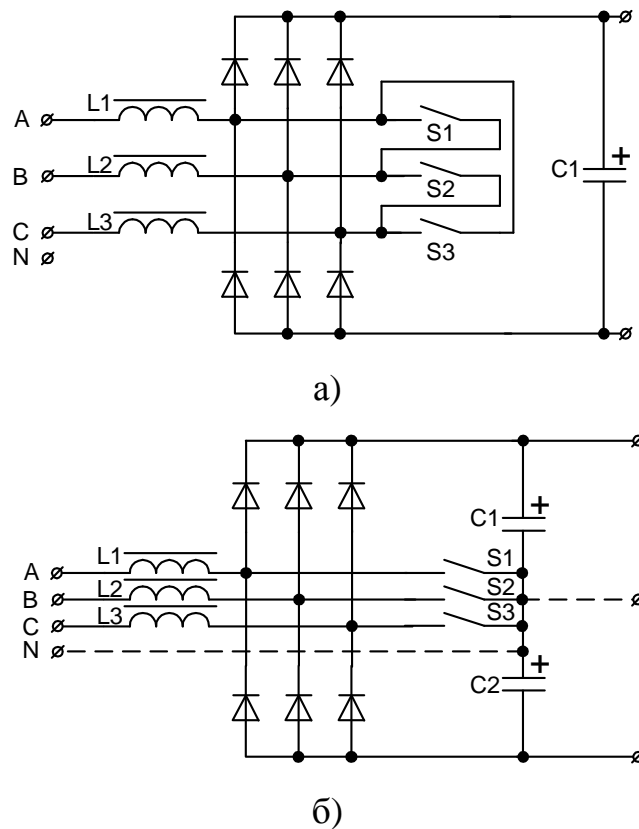 L1
A
S1
L2
B
S2
C1
+
L3
C
S3
N
а)
C1
+
L1
S1
A
L2
S2
B
L3
S3
C
N
+
C2
б)